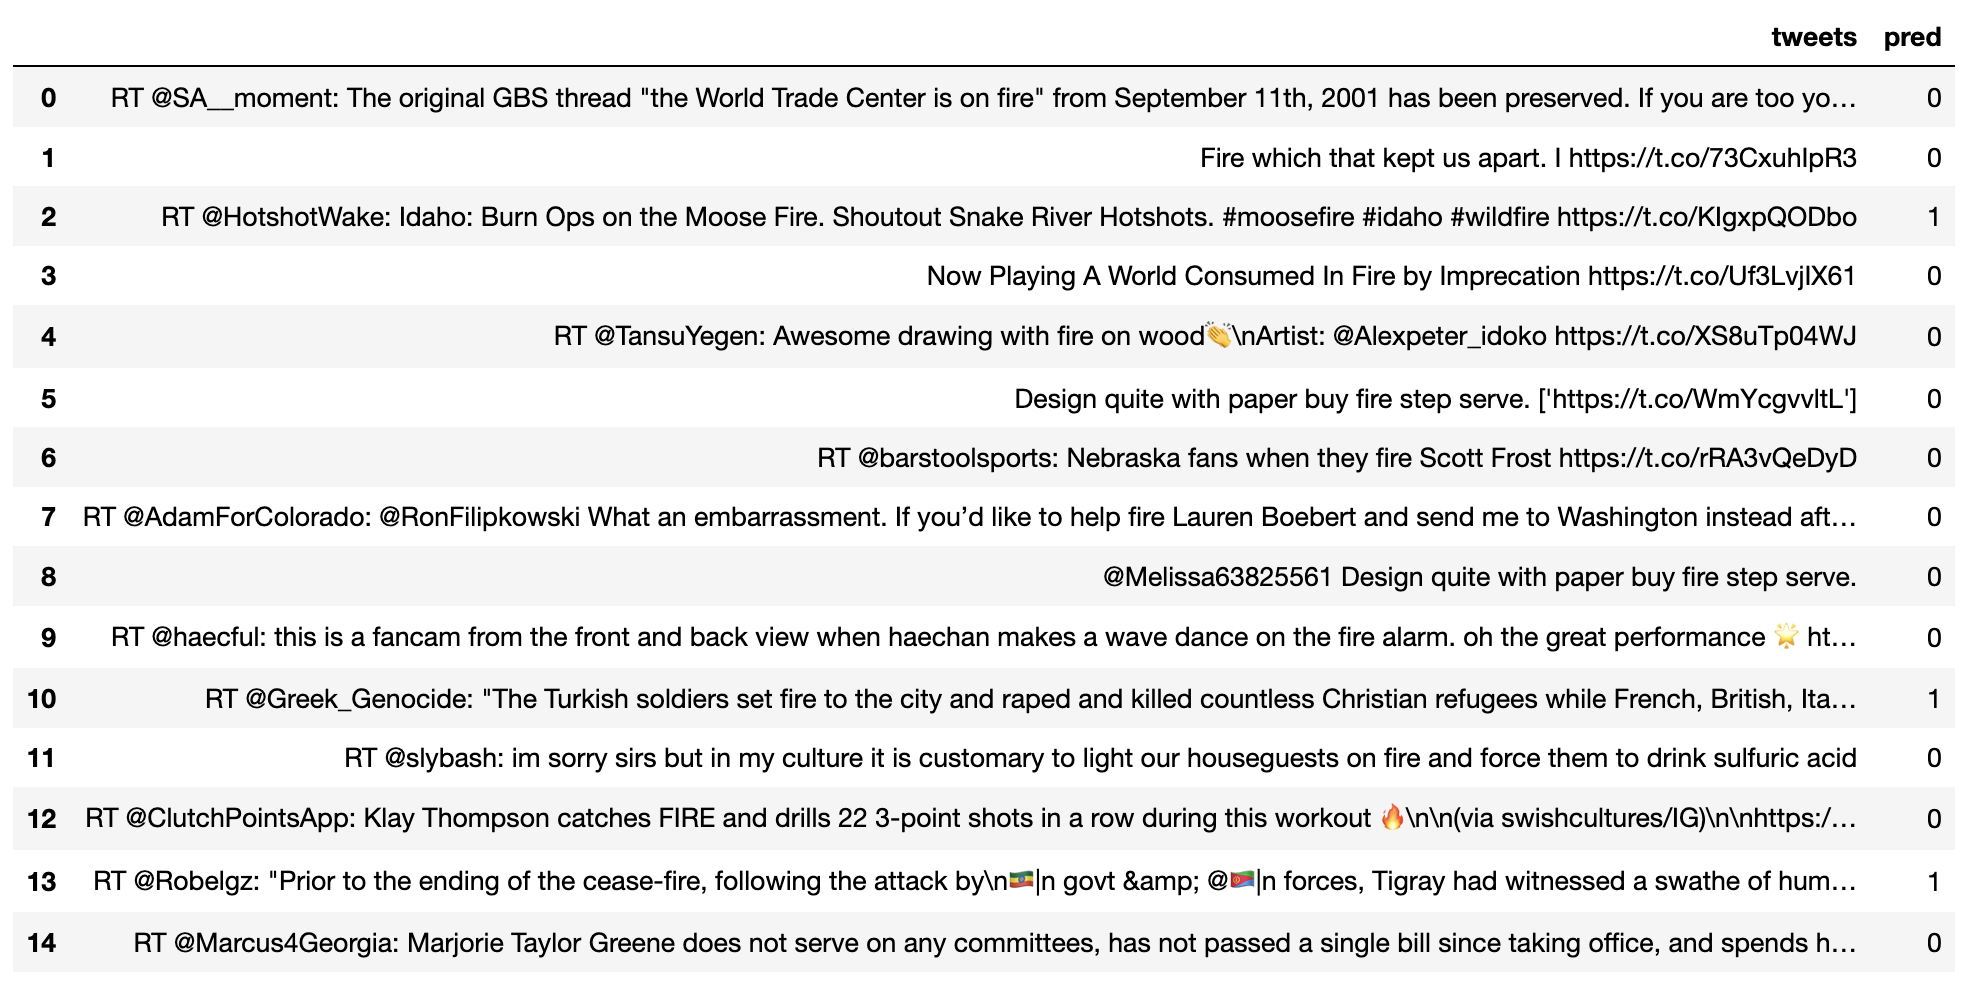 tweets pred
0 RT @SA__moment: The original GBS thread "the World Trade Center is on fire" from September 11th, 2001 has been preserved. If you are too yo… 0
1 Fire which that kept us apart. I https://t.co/73CxuhIpR3 0
2 RT @HotshotWake: Idaho: Burn Ops on the Moose Fire. Shoutout Snake River Hotshots. #moosefire #idaho #wildfire https://t.co/KIgxpQODbo 1
3 Now Playing A World Consumed In Fire by Imprecation https://t.co/Uf3LvjIX61 0
4 RT @TansuYegen: Awesome drawing with fire on wood👏\nArtist: @Alexpeter_idoko https://t.co/XS8uTp04WJ 0
5 Design quite with paper buy fire step serve. ['https://t.co/WmYcgvvltL'] 0
6 RT @barstoolsports: Nebraska fans when they fire Scott Frost https://t.co/rRA3vQeDyD 0
7 RT @AdamForColorado: @RonFilipkowski What an embarrassment. If you’d like to help fire Lauren Boebert and send me to Washington instead aft… 0
8 @Melissa63825561 Design quite with paper buy fire step serve. 0
9 RT @haecful: this is a fancam from the front and back view when haechan makes a wave dance on the fire alarm. oh the great performance 🌟 ht… 0
10 RT @Greek_Genocide: "The Turkish soldiers set fire to the city and raped and killed countless Christian refugees while French, British, Ita… 1
11 RT @slybash: im sorry sirs but in my culture it is customary to light our houseguests on fire and force them to drink sulfuric acid 0
12 RT @ClutchPointsApp: Klay Thompson catches FIRE and drills 22 3-point shots in a row during this workout 🔥\n\n(via swishcultures/IG)\n\nhttps:/… 0
13 RT @Robelgz: "Prior to the ending of the cease-fire, following the attack by\n🇪🇹|n govt &amp; @🇪🇷|n forces, Tigray had witnessed a swathe of hum… 1
14 RT @Marcus4Georgia: Marjorie Taylor Greene does not serve on any committees, has not passed a single bill since taking office, and spends h… 0